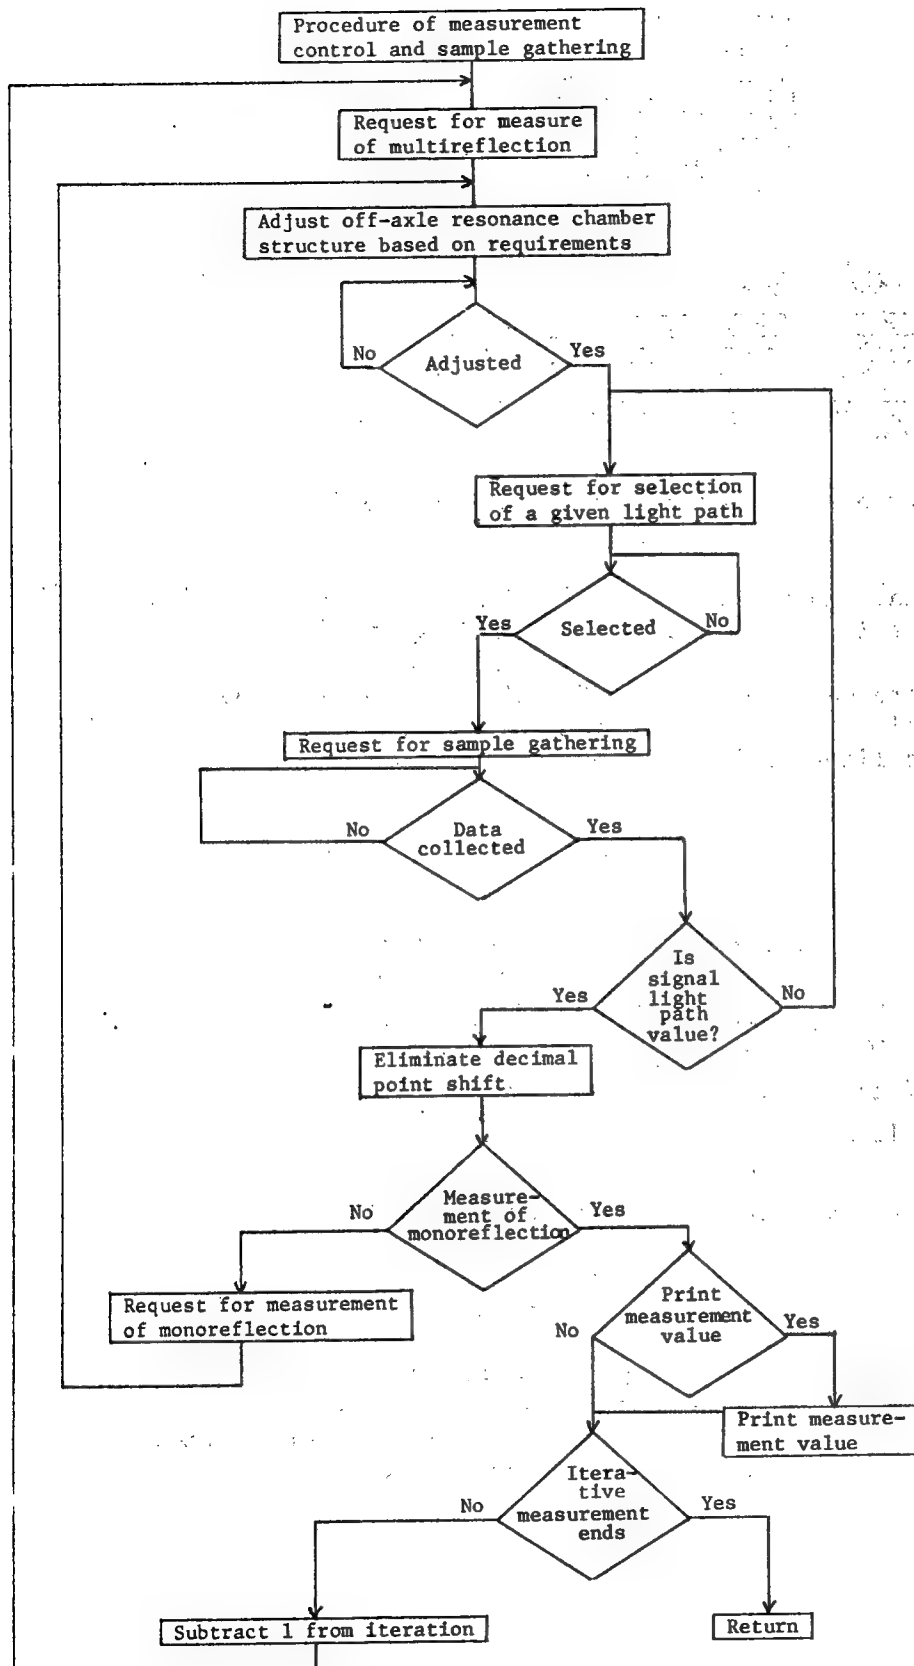 Procedure of measurement
control and sample gathering
Request for measure
of multireflection
Adjust off-axle resonance chamber
structure based on requirements
No
Adjusted
Yes
Request for selection
of a given light path
Yes
Selected
No
Request for sample gathering
No
Data
collected
Yes
Is
signal
light
path
value?
Yes
No
Eliminate decimal
point shift
No
Measure-
ment of
monoreflection
Yes
Request for measurement
of monoreflection
Print
measurement
value
No
Yes
Print measure-
ment value
No
Itera-
tive
measurement
ends
Yes
Subtract 1 from iteration
Return